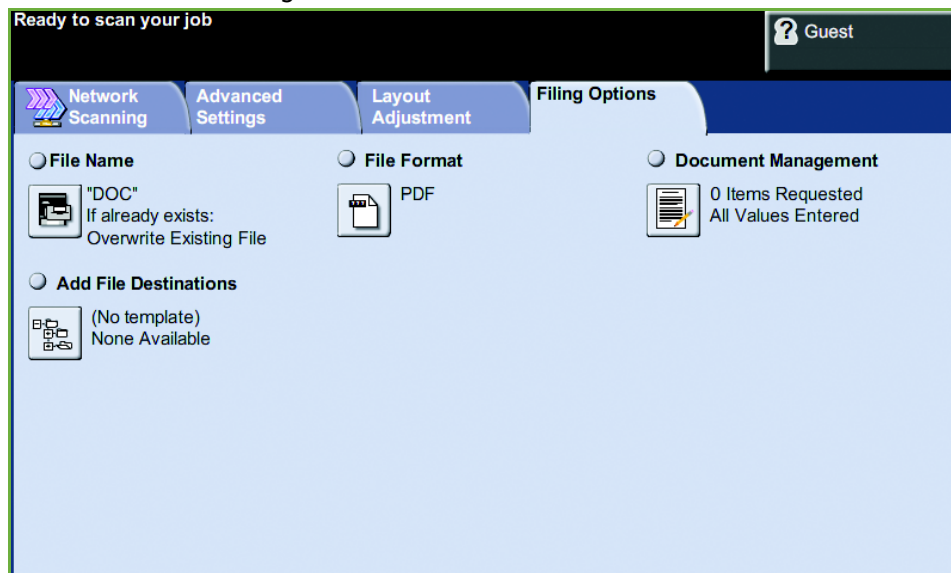 Ready to scan your job
Guest
Network
Scanning
Advanced
Settings
Layout
Adjustment
Filing Options
File Name
"DOC"
If already exists:
Overwrite Existing File
File Format
PDF
Document Management
0 Items Requested
All Values Entered
Add File Destinations
(No template)
None Available